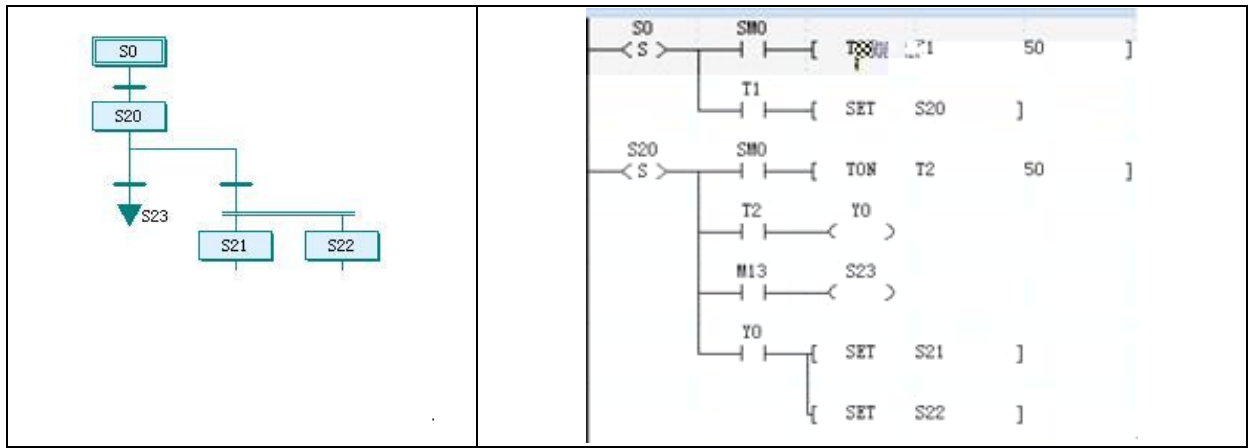 S0
S20
S23
S21 S22
S0 SM0
S 50
T1
SET S20
S20 SM0
S TON T2 50
T2 Y0
M13 S23
Y0
SET S21
SET S22